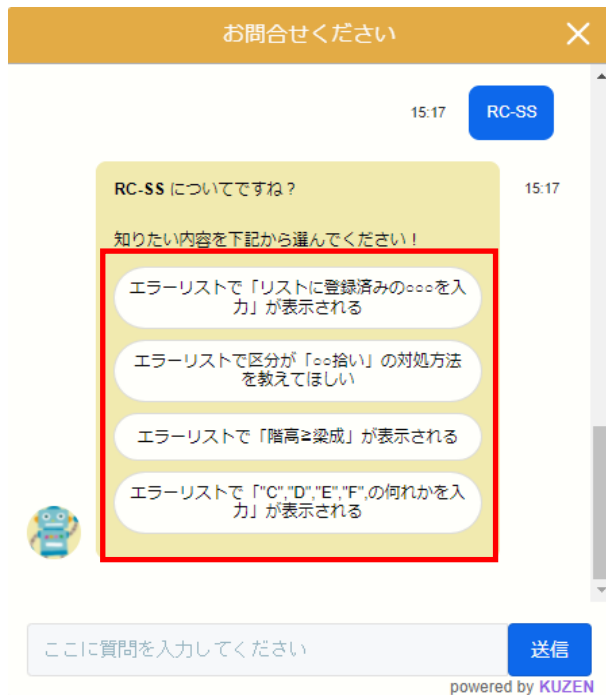 お問合せください
15:17
RC-SS
RC-SS についてですね？
15:17
知りたい内容を下記から選んでください！
エラーリストで「リストに登録済みの○○○を入
力」が表示される
エラーリストで区分が「○○拾い」の対処方法
を教えてほしい
エラーリストで「階高≧梁成」が表示される
エラーリストで「"C","D","E","F",の何れかを入
力」が表示される
ここに質問を入力してください
送信
powered by KUZEN